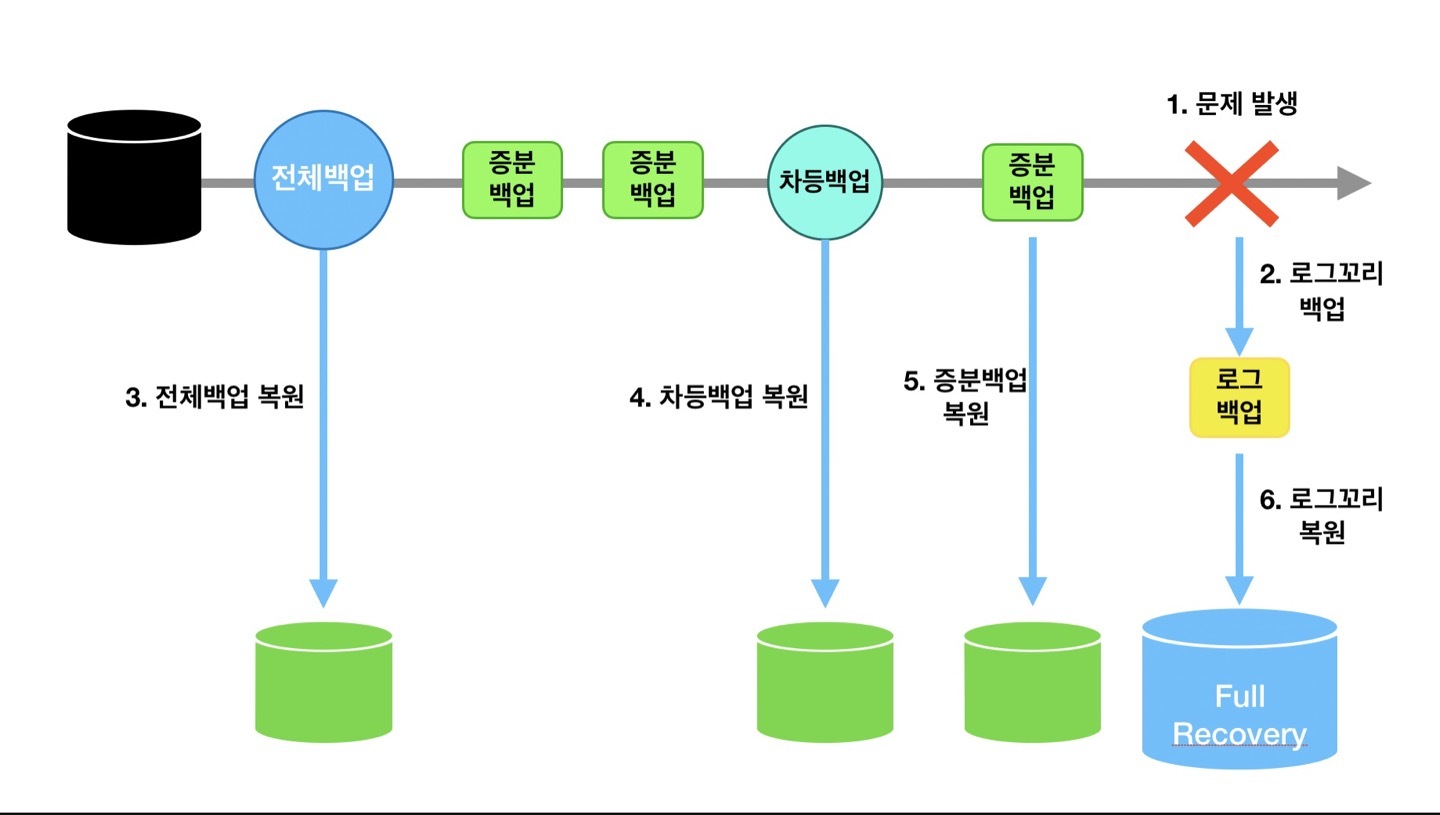 1. 문제 발생
전체백업
증분
백업
증분
백업
차등백업
증분
백업
2. 로그꼬리
백업
3. 전체백업 복원
4. 차등백업 복원
5. 증분백업
복원
로그
백업
6. 로그꼬리
복원
Full
Recovery